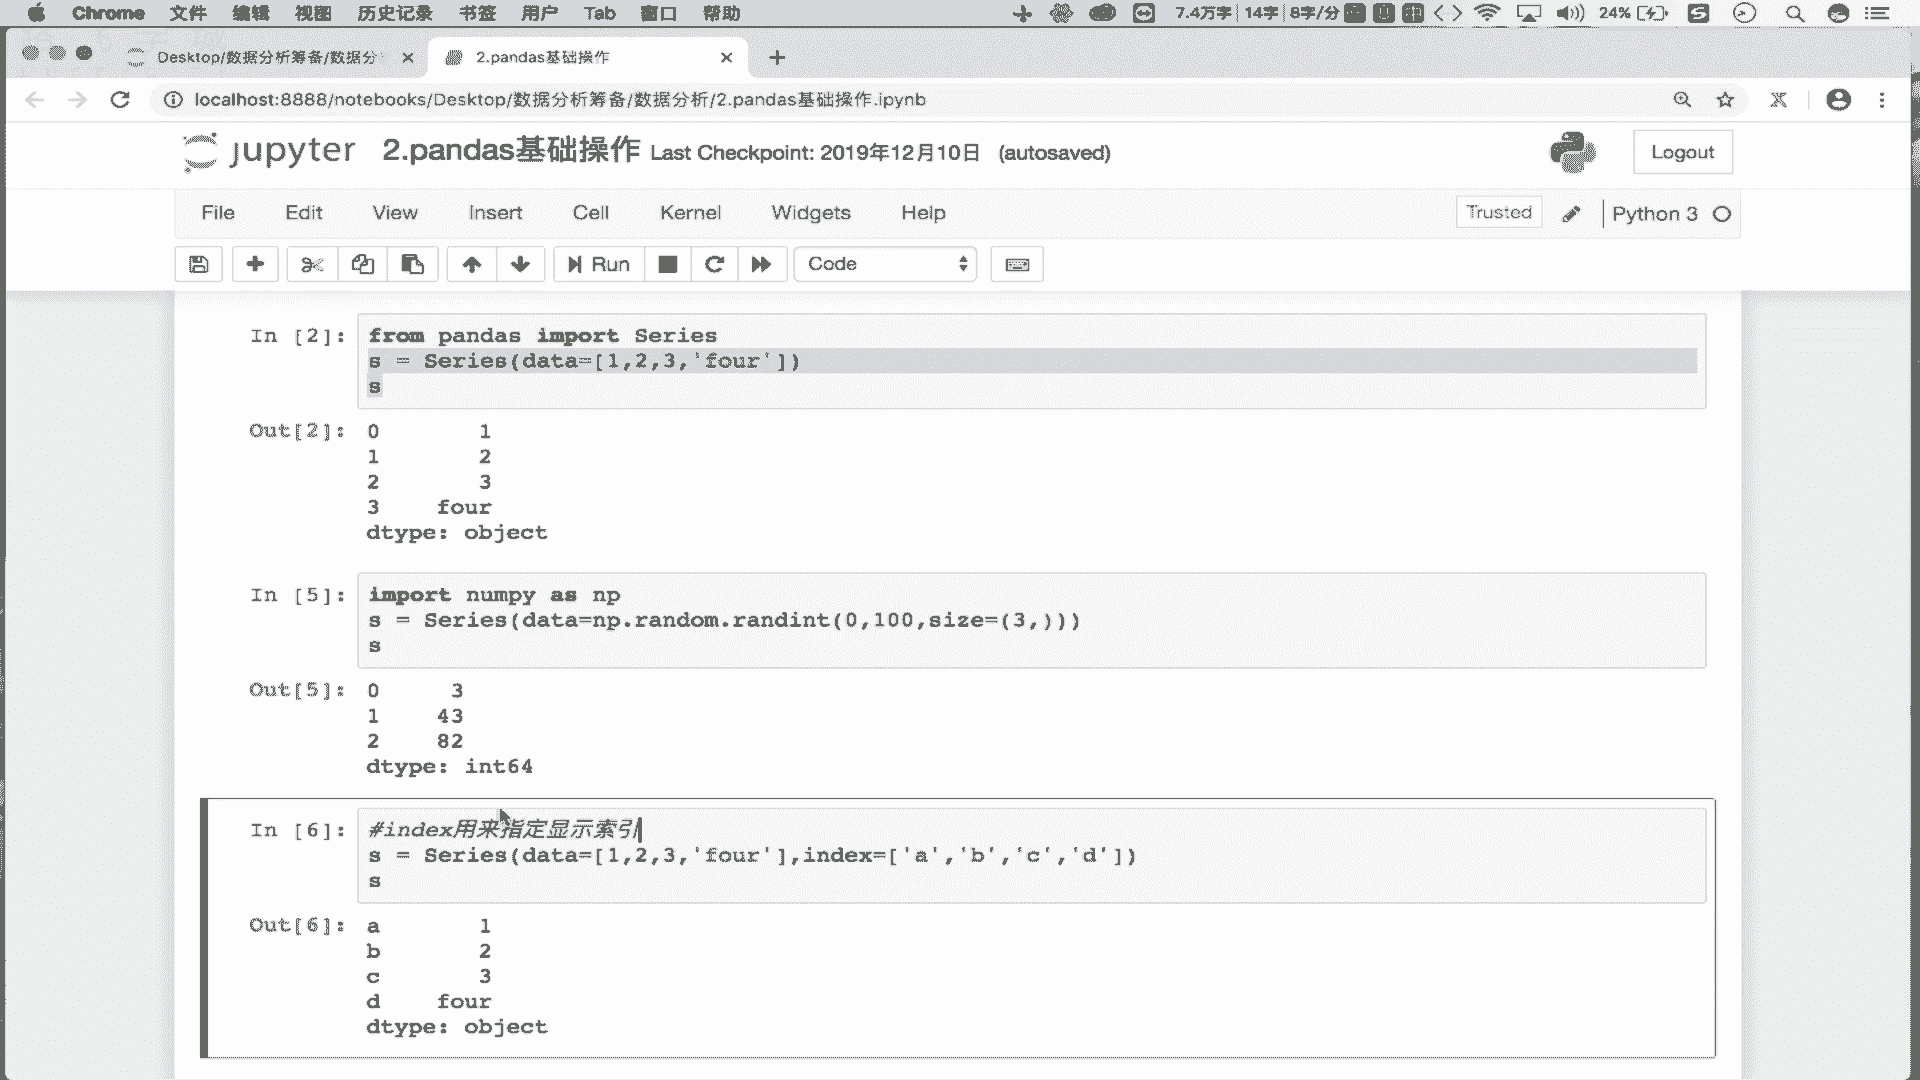 Chrome 文件 编辑 视图 历史记录 书签 用户 Tab 窗口 帮助 7.4万字 14字 8字/分 24%
Desktop/数据分析筹备/数据分 2.pandas基础操作
localhost:8888/notebooks/Desktop/数据分析筹备/数据分析/2.pandas基础操作.ipynb
jupyter 2.pandas基础操作 Last Checkpoint: 2019年12月10日 (autosaved) Logout
File Edit View Insert Cell Kernel Widgets Help Trusted Python 3
Run Code
In [2]: from pandas import Series
s = Series(data=[1,2,3,'four'])
s
Out[2]: 0 1
1 2
2 3
3 four
dtype: object
In [5]: import numpy as np
s = Series(data=np.random.randint(0,100,size=(3,)))
s
Out[5]: 0 3
1 43
2 82
dtype: int64
In [6]: #index用来指定显示索引
s = Series(data=[1,2,3,'four'],index=['a','b','c','d'])
s
Out[6]: a 1
b 2
c 3
d four
dtype: object